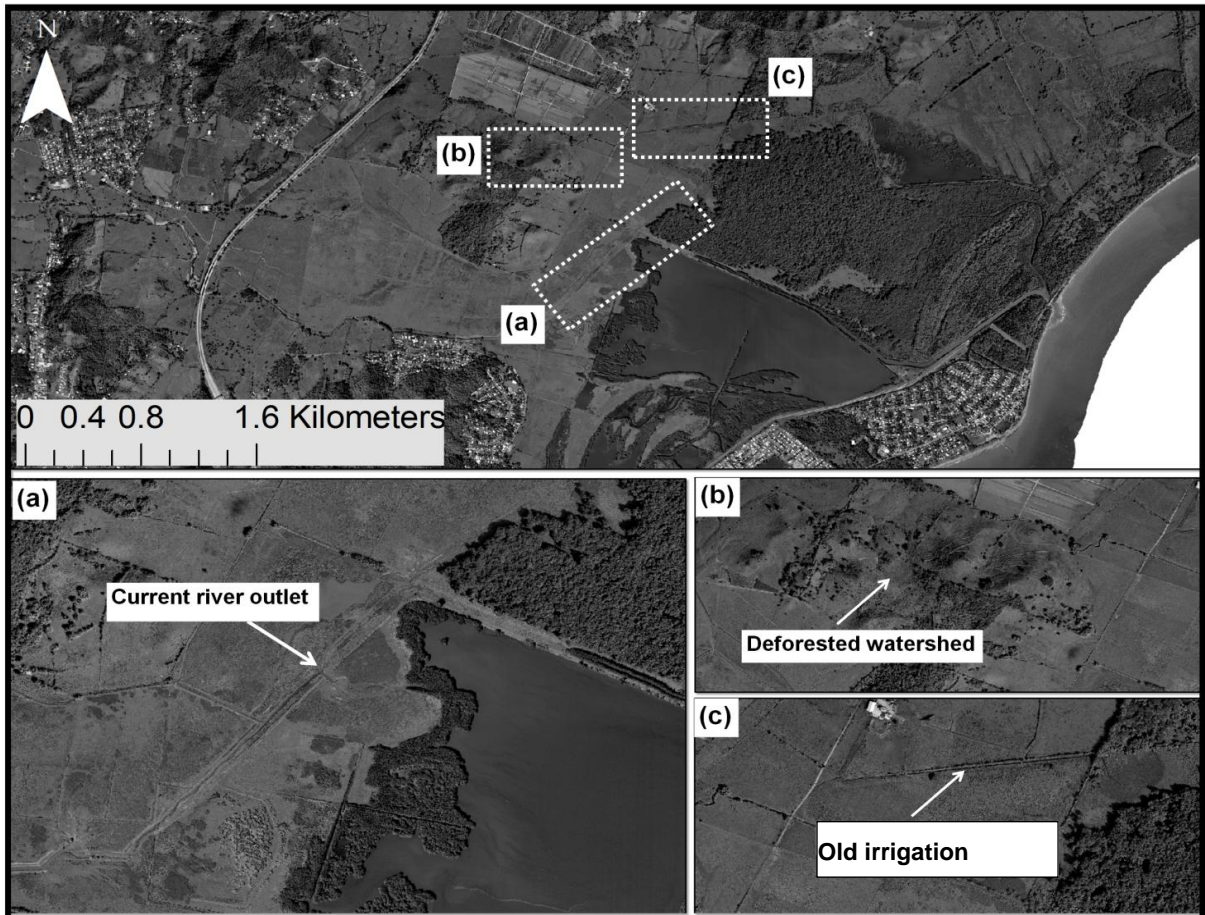 N
(c)
(b)
(a)
0 0.4 0.8 1.6 Kilometers
(a)
Current river outlet
(b)
Deforested watershed
(c)
Old irrigation